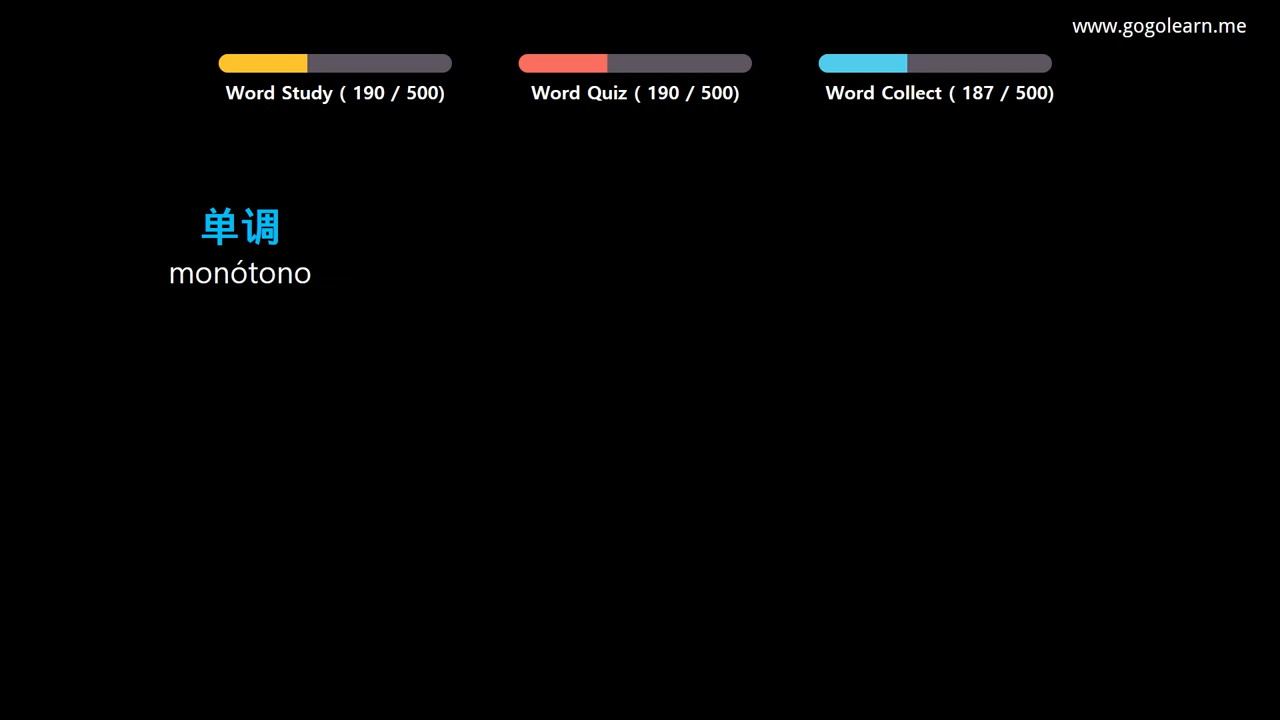 www.gogolearn.me
Word Study ( 190 / 500)
Word Quiz ( 190 / 500)
Word Collect ( 187 / 500)
单调
monótono